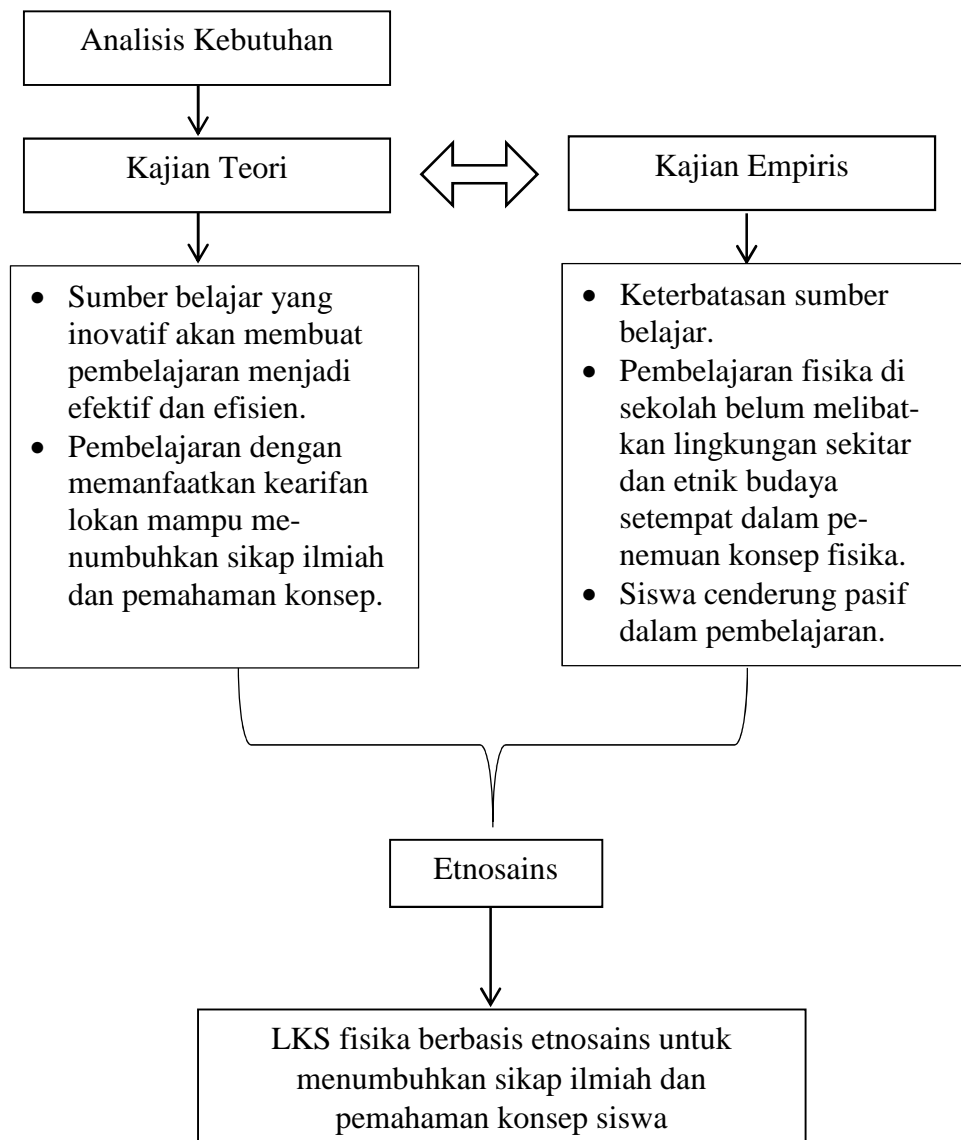 Analisis Kebutuhan
Kajian Teori
Kajian Empiris
• Sumber belajar yang
inovatif akan membuat
pembelajaran menjadi
efektif dan efisien.
• Pembelajaran dengan
memanfaatkan kearifan
lokan mampu me-
numbuhkan sikap ilmiah
dan pemahaman konsep.
• Keterbatasan sumber
belajar.
• Pembelajaran fisika di
sekolah belum melibat-
kan lingkungan sekitar
dan etnik budaya
setempat dalam pe-
nemuan konsep fisika.
• Siswa cenderung pasif
dalam pembelajaran.
Etnosains
LKS fisika berbasis etnosains untuk
menumbuhkan sikap ilmiah dan
pemahaman konsep siswa